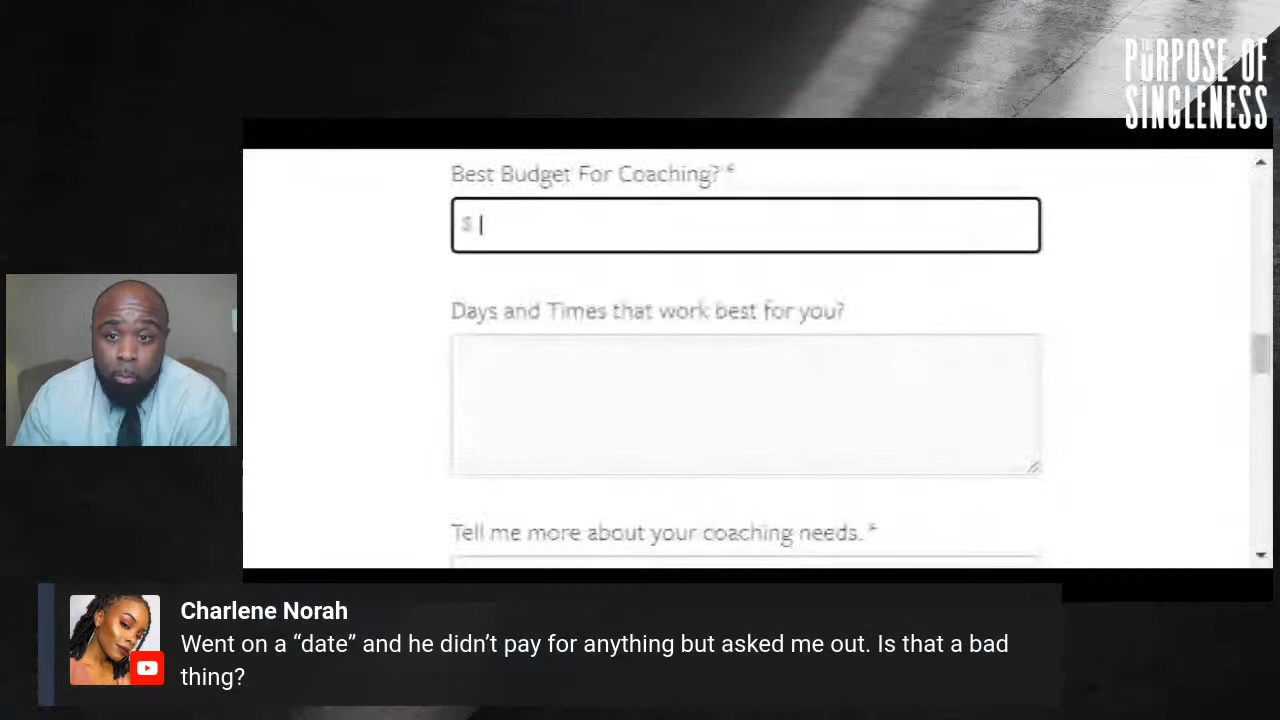 THE
PURPOSE OF
SINGLENESS
Best Budget For Coaching? *
$
Days and Times that work best for you?
Tell me more about your coaching needs. *
Charlene Norah
Went on a “date” and he didn’t pay for anything but asked me out. Is that a bad
thing?